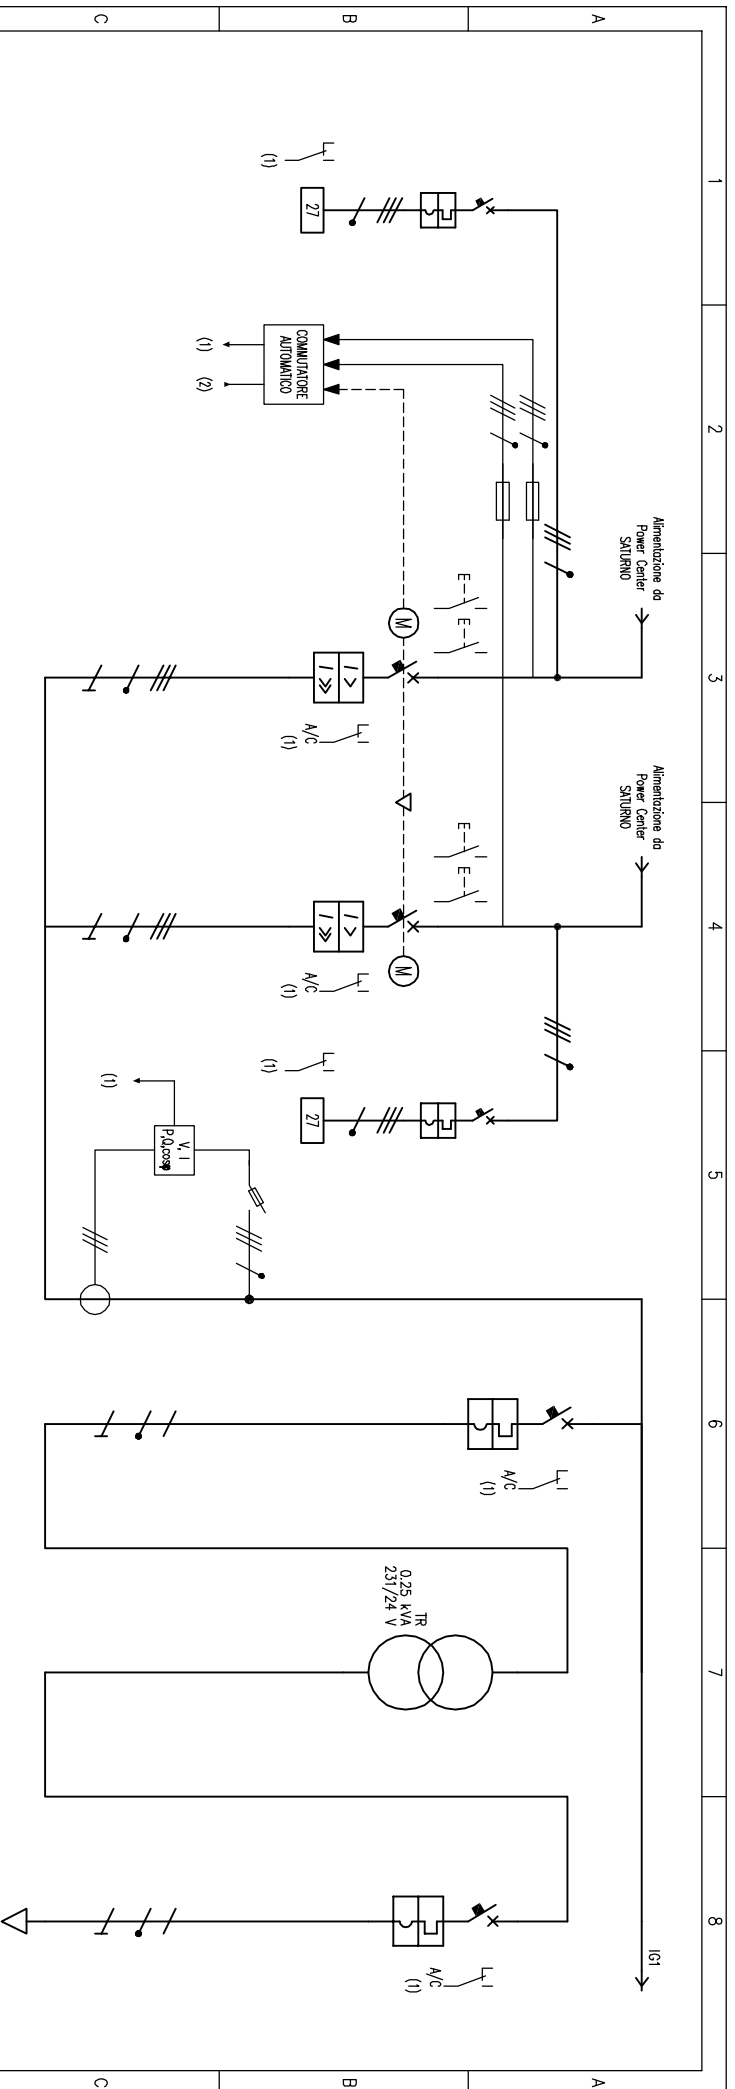 1
2
3
4
5
6
7
8
A
B
C
A
B
C
Alimentazione da
Power Center
SATURNO
Alimentazione da
Power Center
SATURNO
IG1
27
(1)
COMMUTATORE
AUTOMATICO
(1)
(2)
M
E
E
I >
I >>
A/C
(1)
E
E
M
I >
I >>
A/C
(1)
27
(1)
V, I
P,Q,cosφ
(1)
A/C
(1)
TR
0.25 kVA
231/24 V
A/C
(1)